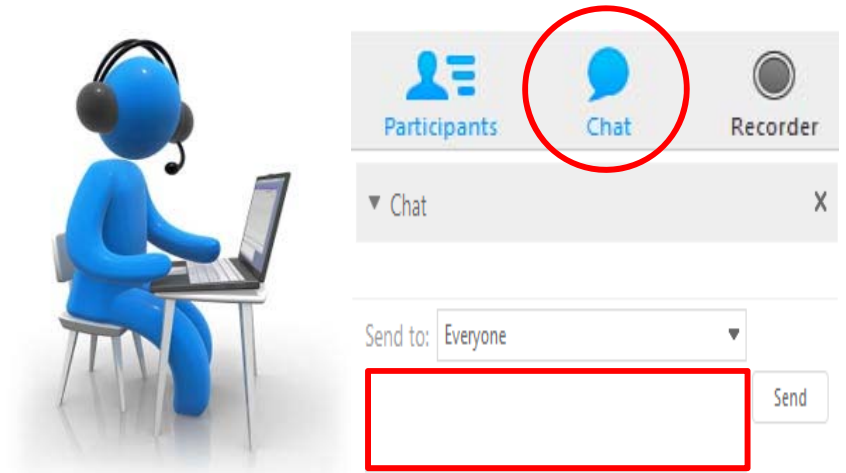 Participants Chat Recorder
▼ Chat X
Send to: Everyone ▼
Send